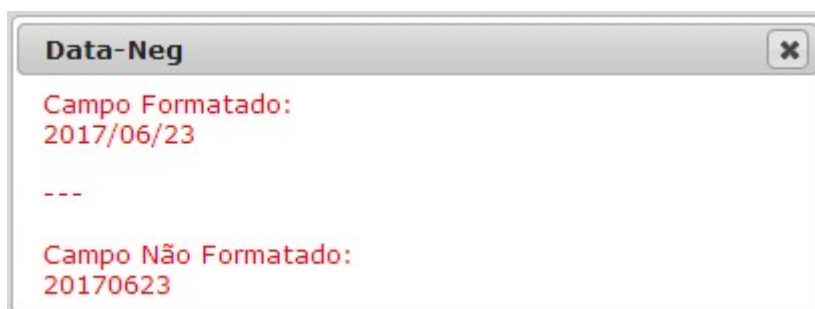 Data-Neg
Campo Formatado:
2017/06/23
---
Campo Não Formatado:
20170623